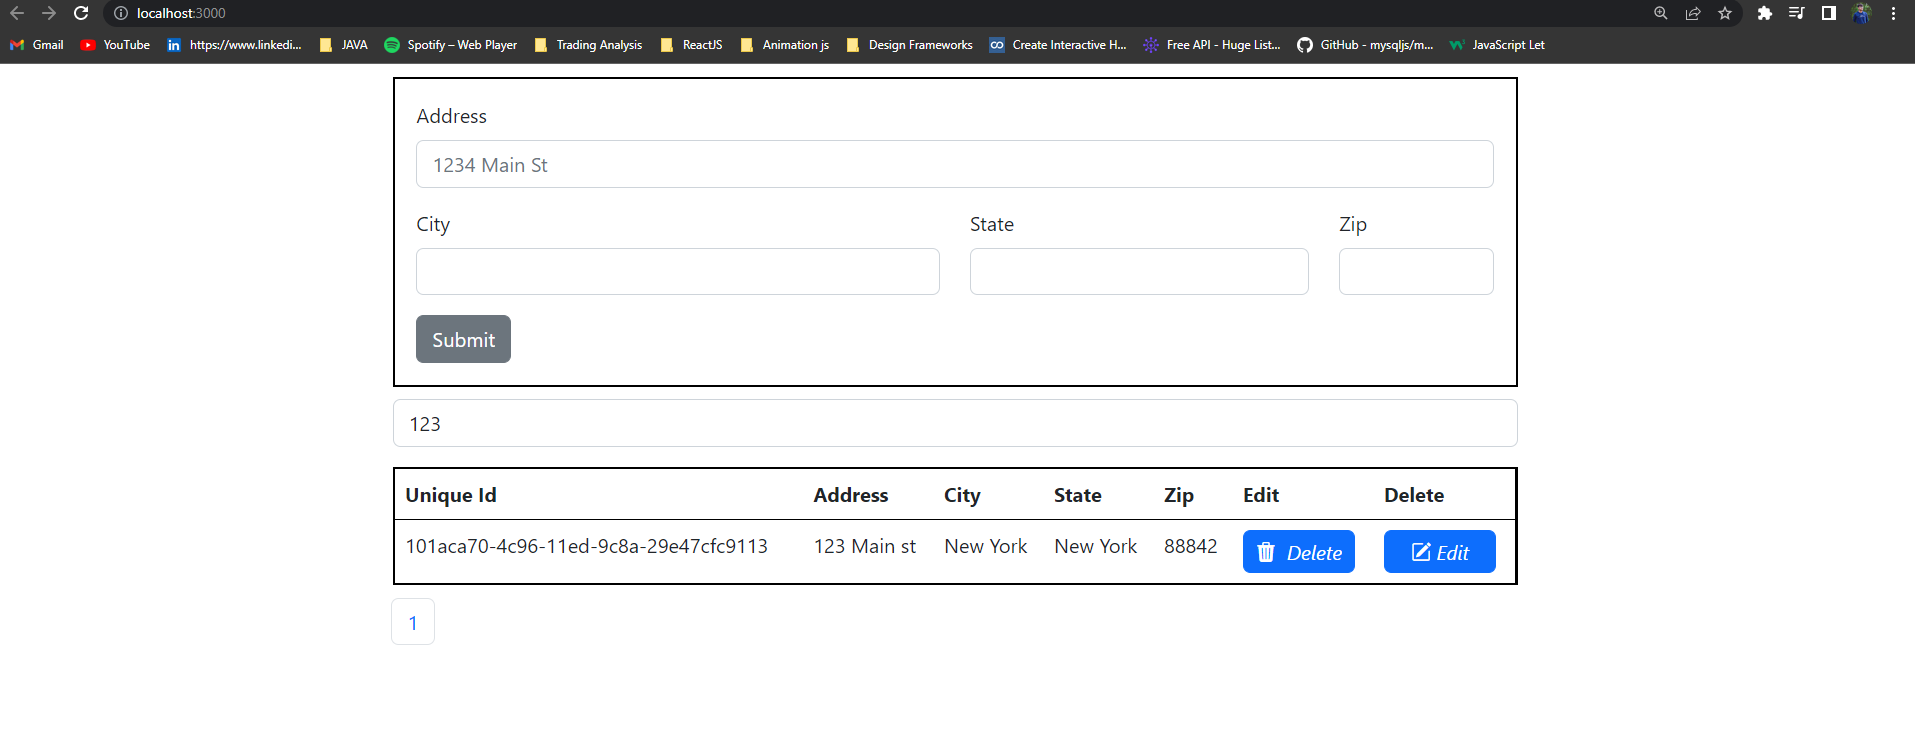 localhost:3000
Gmail YouTube https://www.linkedi... JAVA Spotify – Web Player Trading Analysis ReactJS Animation js Design Frameworks Create Interactive H... Free API - Huge List... GitHub - mysqljs/m... JavaScript Let
Address
1234 Main St
City State Zip
Submit
123
Unique Id Address City State Zip Edit Delete
101aca70-4c96-11ed-9c8a-29e47cfc9113 123 Main st New York New York 88842 Delete Edit
1